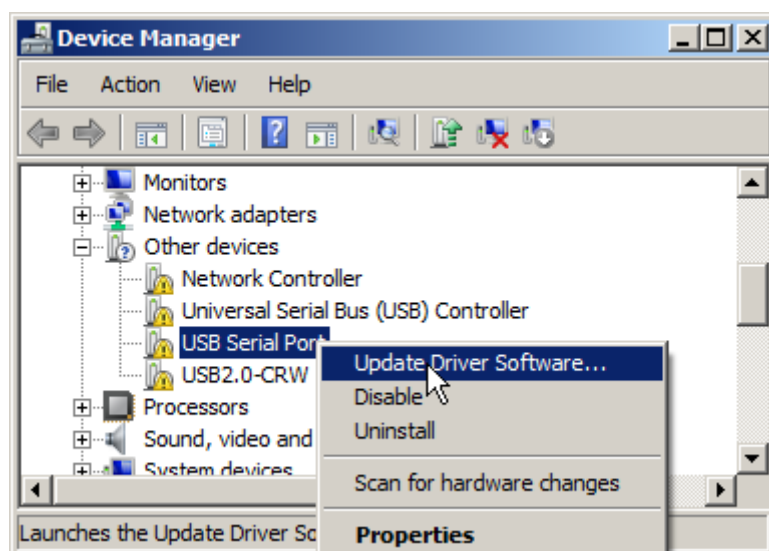 Device Manager
File Action View Help
Monitors
Network adapters
Other devices
Network Controller
Universal Serial Bus (USB) Controller
USB Serial Port
Update Driver Software...
USB2.0-CRW
Disable
Processors
Uninstall
Sound, video and
System devices
Scan for hardware changes
Launches the Update Driver So
Properties